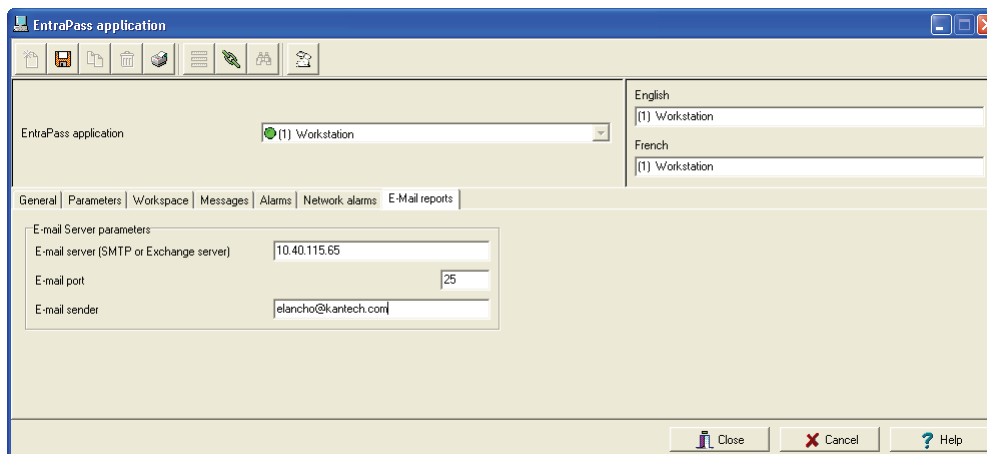 EntraPass application
English
(1) Workstation
EntraPass application
(1) Workstation
French
(1) Workstation
General Parameters Workspace Messages Alarms Network alarms E-Mail reports
E-mail Server parameters
E-mail server (SMTP or Exchange server) 10.40.115.65
E-mail port 25
E-mail sender elancho@kantech.com
Close Cancel Help